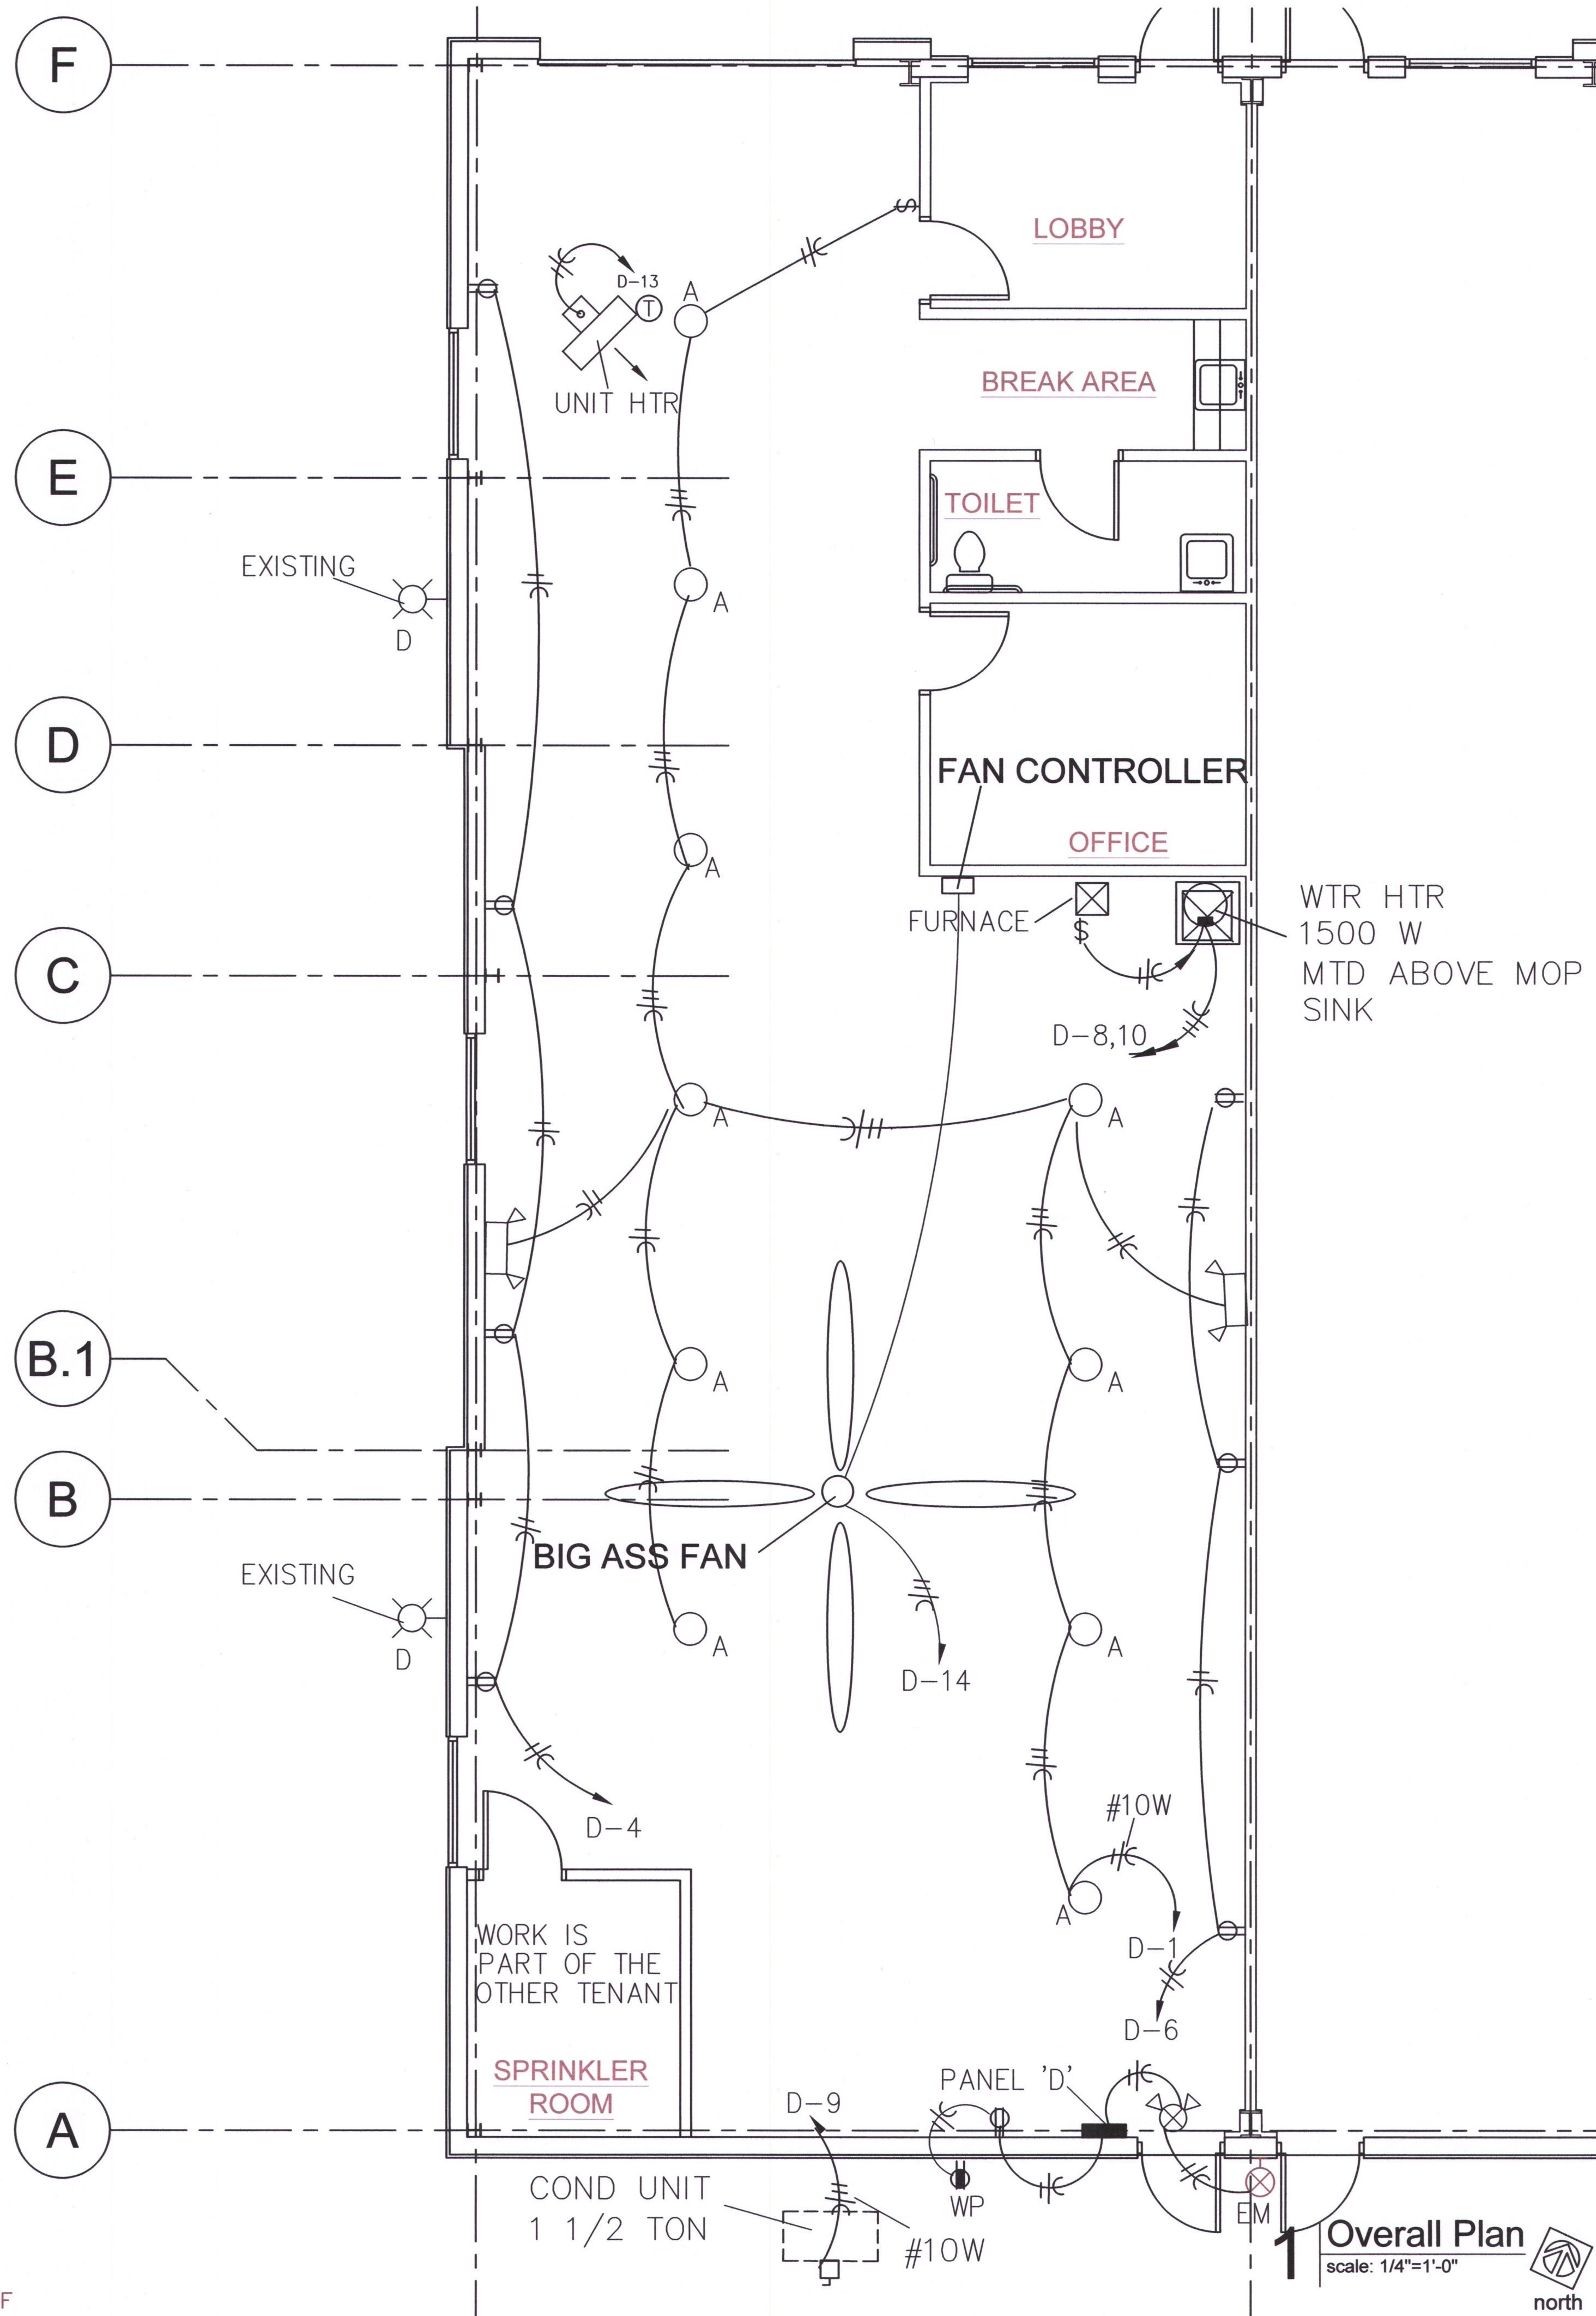 F
LOBBY
D-13
T
A
UNIT HTR
BREAK AREA
E
TOILET
EXISTING
D
A
D
FAN CONTROLLER
OFFICE
A
FURNACE
$
WTR HTR
1500 W
MTD ABOVE MOP
SINK
C
D-8,10
A
A
B.1
A
A
B
BIG ASS FAN
EXISTING
D
A
A
D-14
#10W
D-4
A
D-1
WORK IS
PART OF THE
OTHER TENANT
D-6
SPRINKLER
ROOM
PANEL 'D'
D-9
A
COND UNIT
1 1/2 TON
WP
#10W
EM
1
Overall Plan
scale: 1/4"=1'-0"
north
F